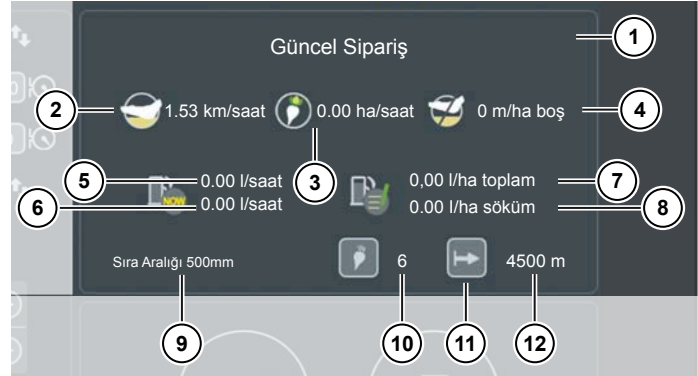 Güncel Sipariş
1
2
1.53 km/saat
0.00 ha/saat
0 m/ha boş
4
5
0.00 l/saat
3
0,00 l/ha toplam
7
6
NOW
0.00 l/saat
0.00 l/ha söküm
8
Sıra Aralığı 500mm
6
4500 m
9
10
11
12